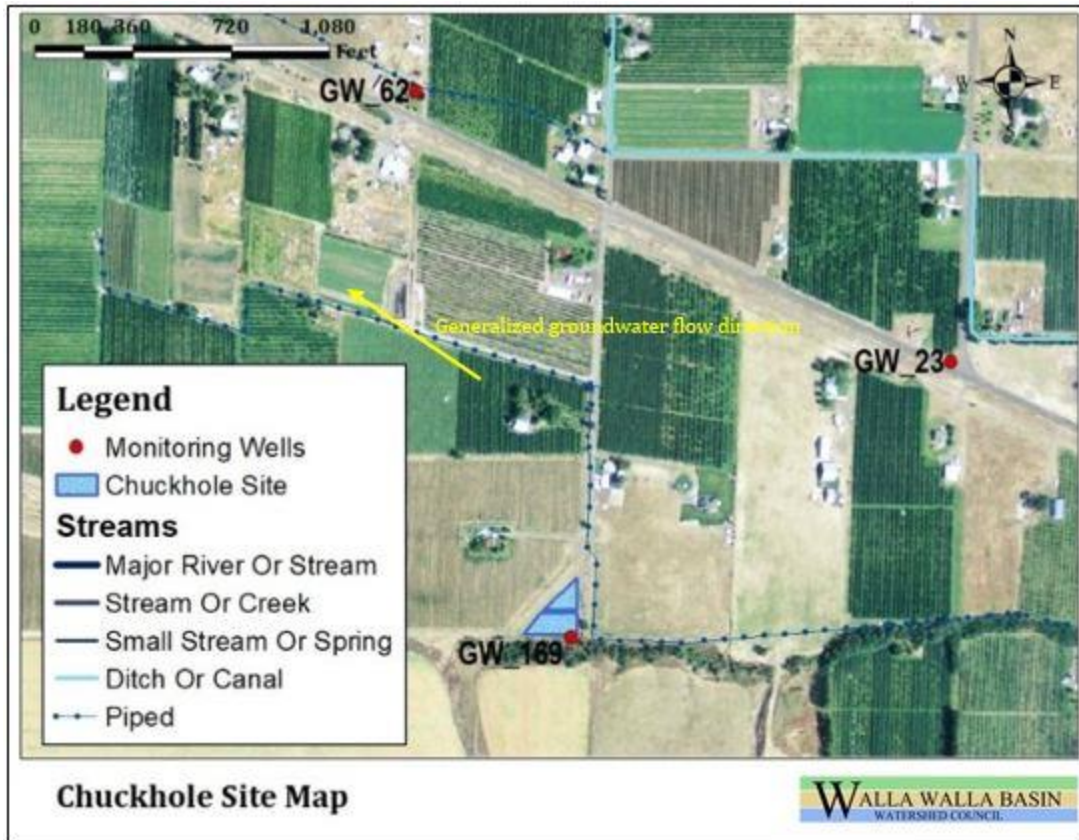 0 180 360 720 1,080
Feet
N
W E
S
GW_62
Generalized groundwater flow direction
GW_23
GW_169
Legend
Monitoring Wells
Chuckhole Site
Streams
Major River Or Stream
Stream Or Creek
Small Stream Or Spring
Ditch Or Canal
Piped
Chuckhole Site Map
WALLA WALLA BASIN
WATERSHED COUNCIL